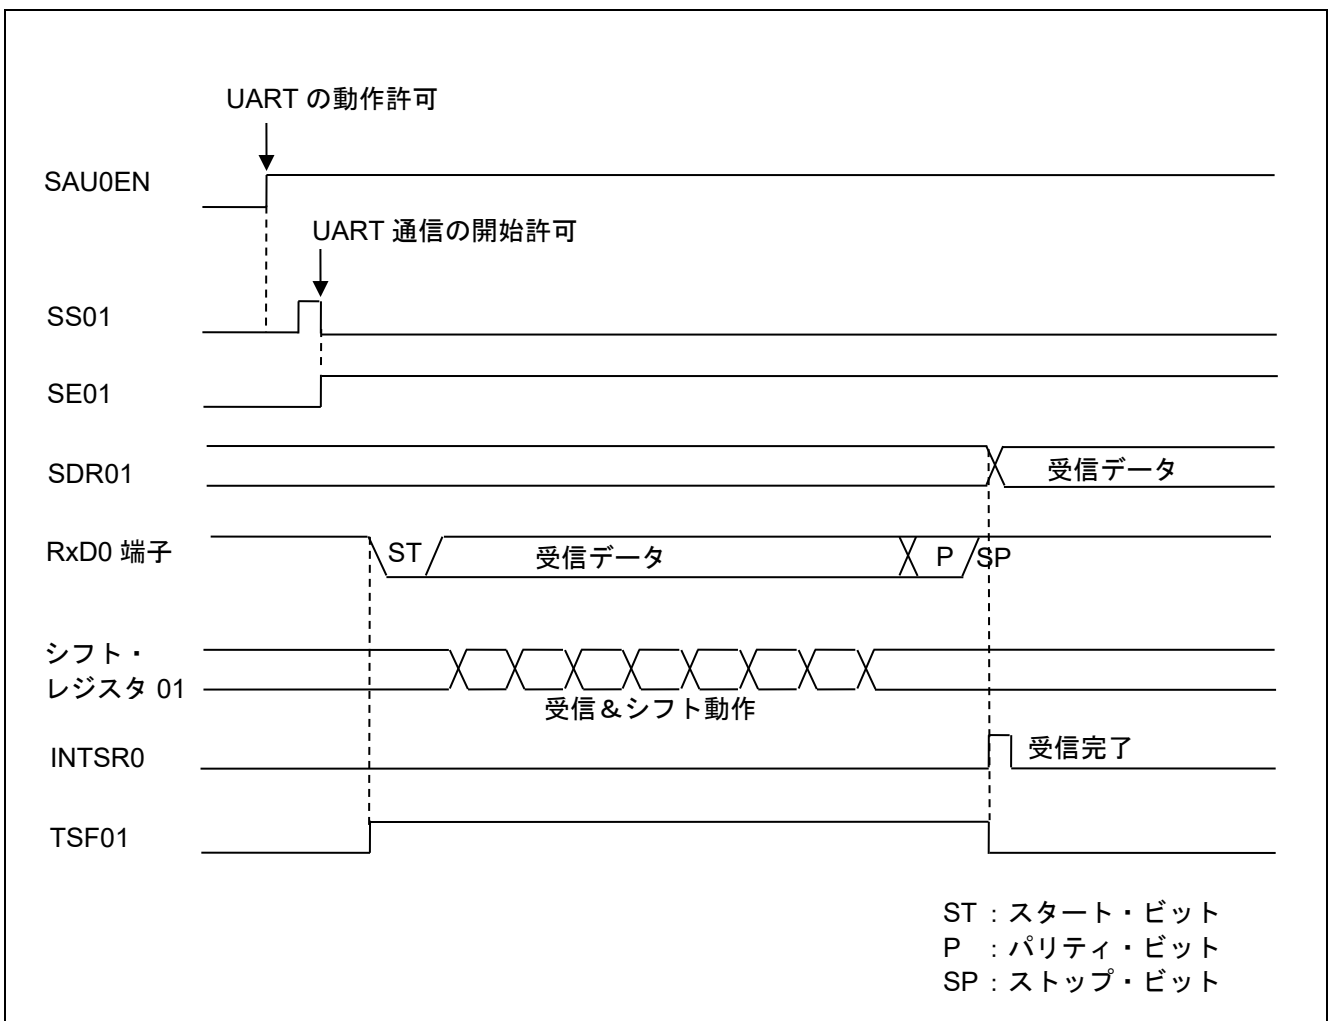 UART の動作許可
SAU0EN
UART 通信の開始許可
SS01
SE01
SDR01
受信データ
RxD0 端子
ST
受信データ
P
SP
シフト・
レジスタ 01
受信＆シフト動作
INTSR0
受信完了
TSF01
ST : スタート・ビット
P : パリティ・ビット
SP : ストップ・ビット